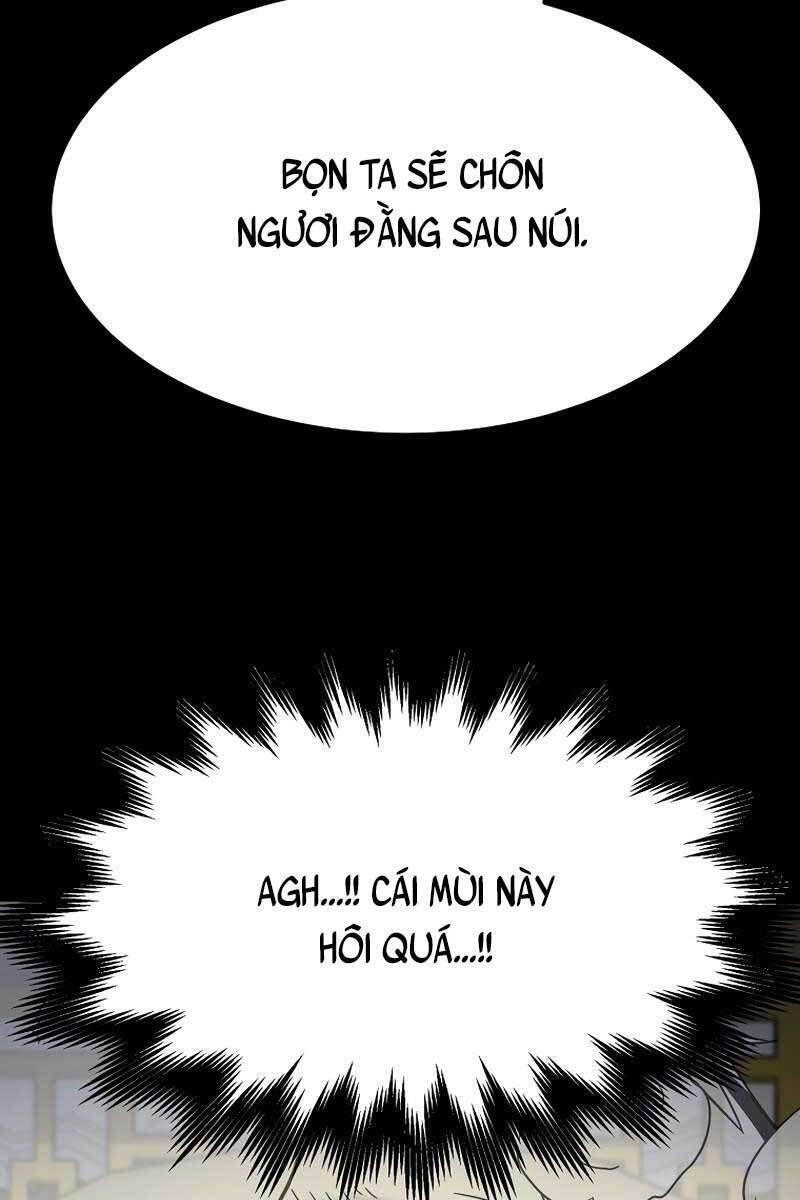 BỌN TA SẼ CHÔN
NGƯƠI ĐẰNG SAU NÚI.
AGH...!! CÁI MÙI NÀY
HÔI QUÁ...!!